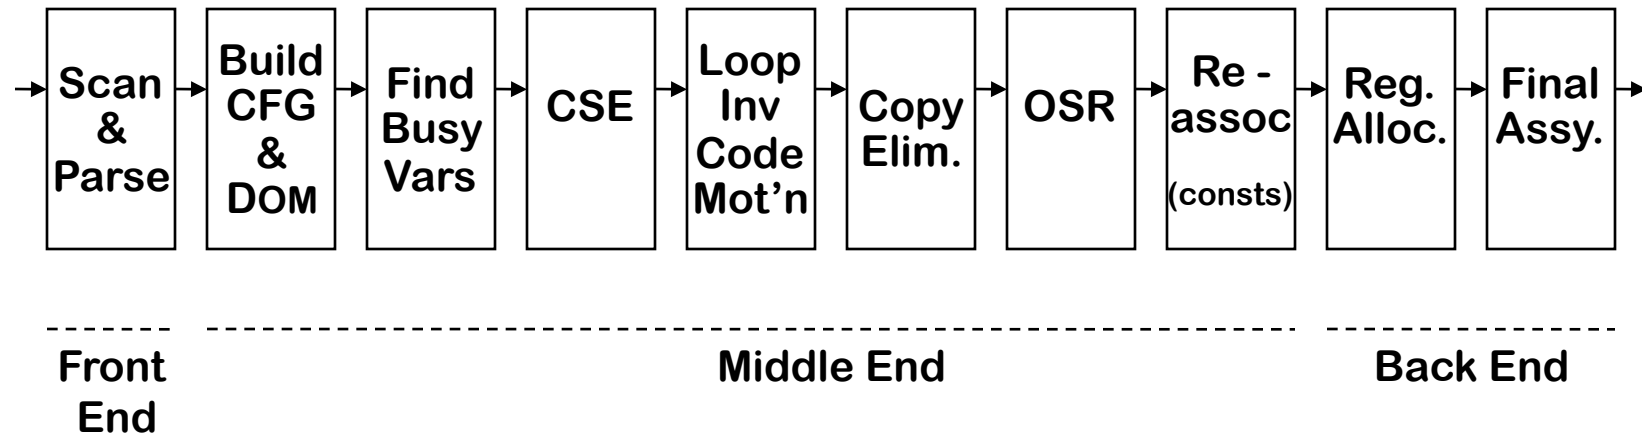 Scan
&
Parse
Build
CFG
&
DOM
Find
Busy
Vars
CSE
Loop
Inv
Code
Mot’n
Copy
Elim.
OSR
Re -
assoc
(consts)
Reg.
Alloc.
Final
Assy.
Front
End
Middle End
Back End